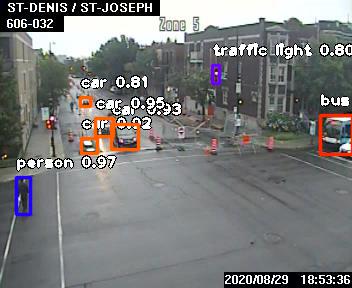 ST-DENIS / ST-JOSEPH
606-032
Zone 5
traffic light 0.80
car 0.81
car 0.95
car 0.93
car 0.92
bus
person 0.97
2020/08/29 18:53:36